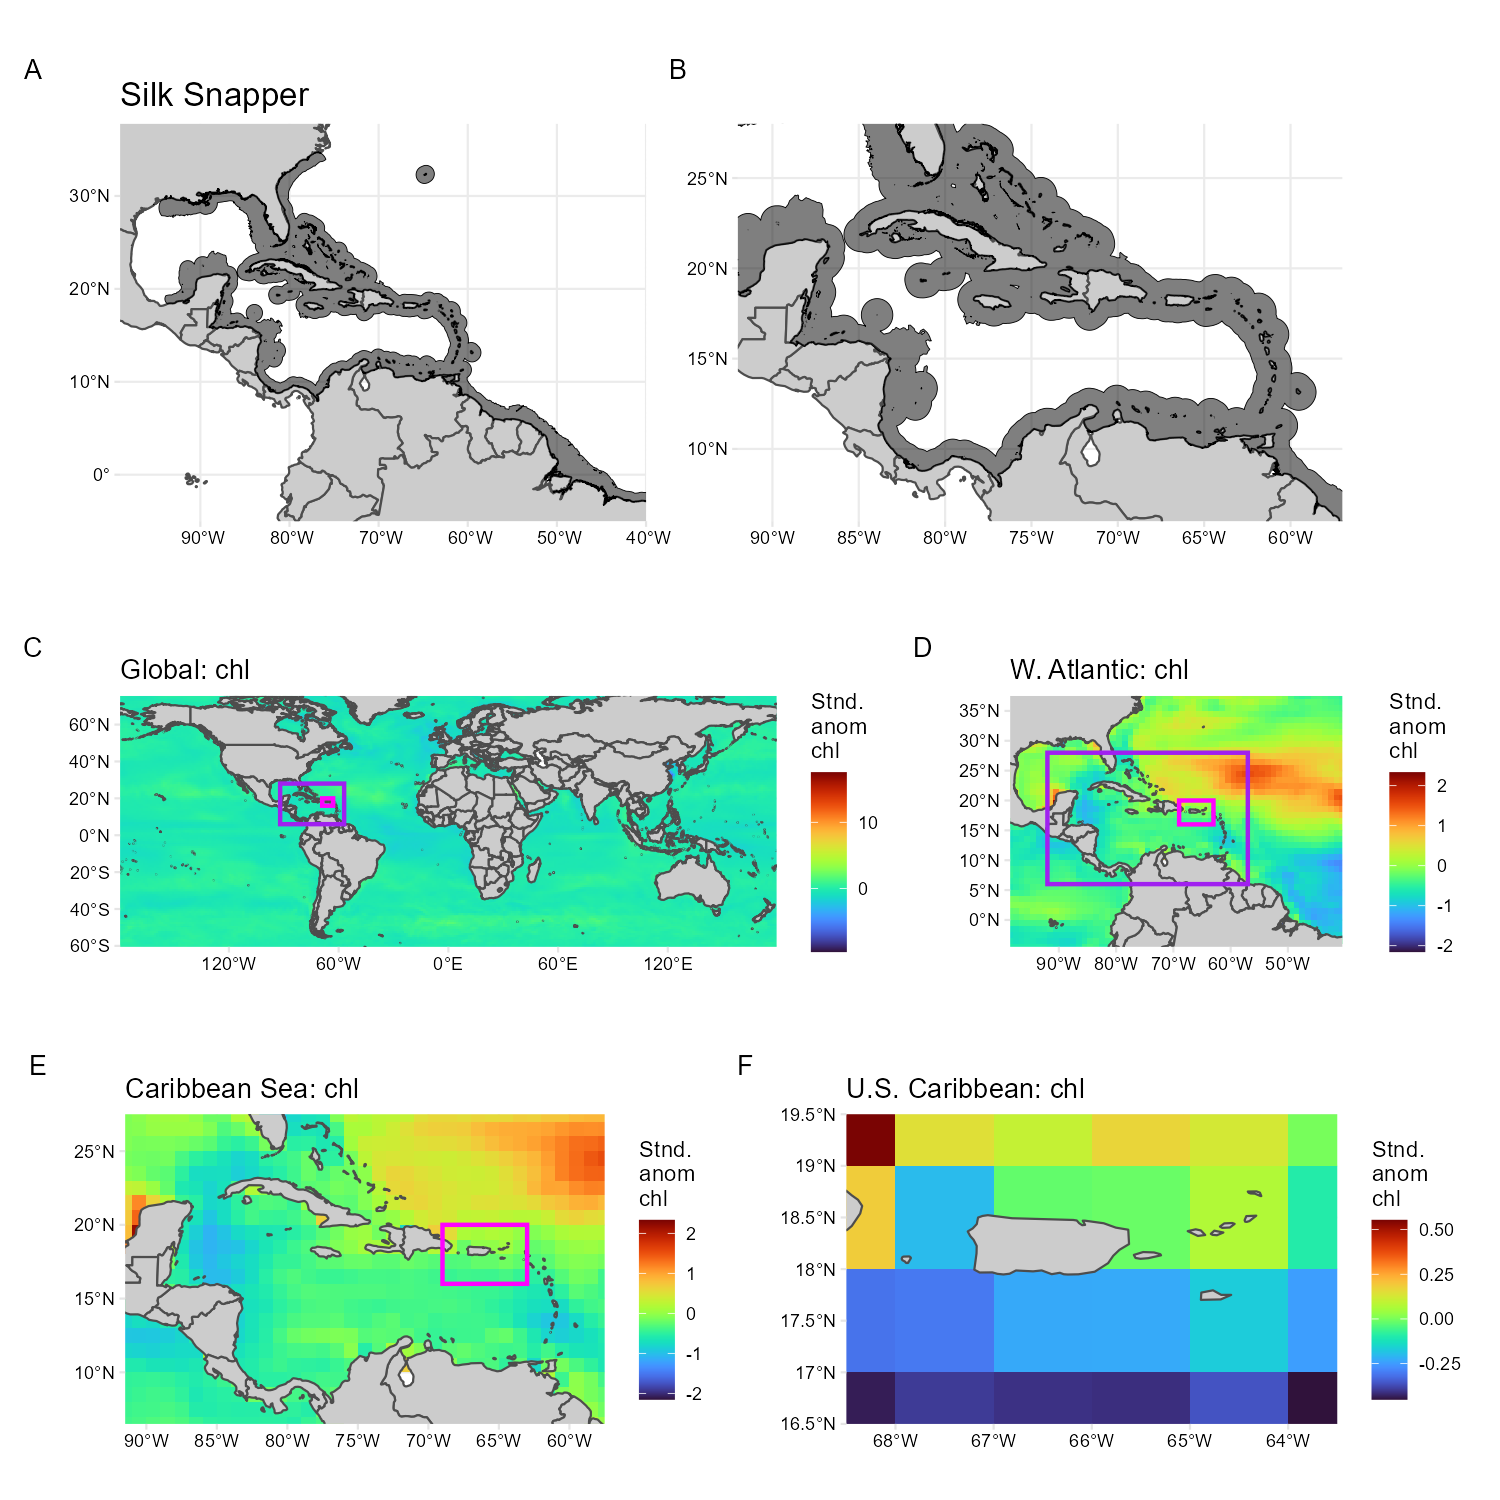 A
B
Silk Snapper
30°N
20°N
10°N
0°
90°W 80°W 70°W 60°W 50°W 40°W
25°N
20°N
15°N
10°N
90°W 85°W 80°W 75°W 70°W 65°W 60°W
C
D
Global: chl
60°N
40°N
20°N
0°N
20°S
40°S
60°S
120°W 60°W 0°E 60°E 120°E
Stnd.
anom
chl
10
0
W. Atlantic: chl
35°N
30°N
25°N
20°N
15°N
10°N
5°N
0°N
90°W 80°W 70°W 60°W 50°W
Stnd.
anom
chl
2
1
0
-1
-2
E
F
Caribbean Sea: chl
25°N
20°N
15°N
10°N
90°W 85°W 80°W 75°W 70°W 65°W 60°W
Stnd.
anom
chl
2
1
0
-1
-2
U.S. Caribbean: chl
19.5°N
19°N
18.5°N
18°N
17.5°N
17°N
16.5°N
68°W 67°W 66°W 65°W 64°W
Stnd.
anom
chl
0.50
0.25
0.00
-0.25